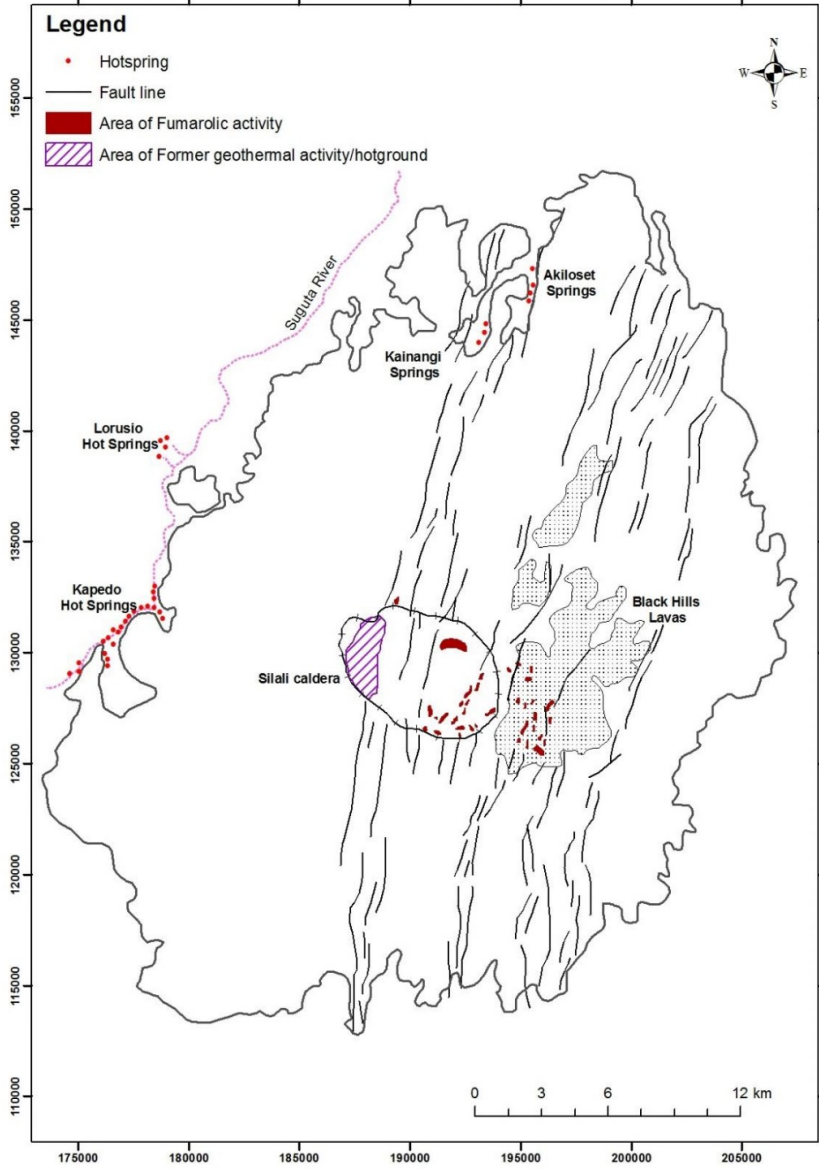 Legend
Hotspring
Fault line
Area of Fumarolic activity
Area of Former geothermal activity/hotground
N
W
E
S
155000
150000
145000
140000
135000
130000
125000
120000
115000
110000
Suguta River
Akiloset
Springs
Kainangi
Springs
Lorusio
Hot Springs
Kapedo
Hot Springs
Black Hills
Lavas
Silali caldera
0 3 6 12 km
175000 180000 185000 190000 195000 200000 205000